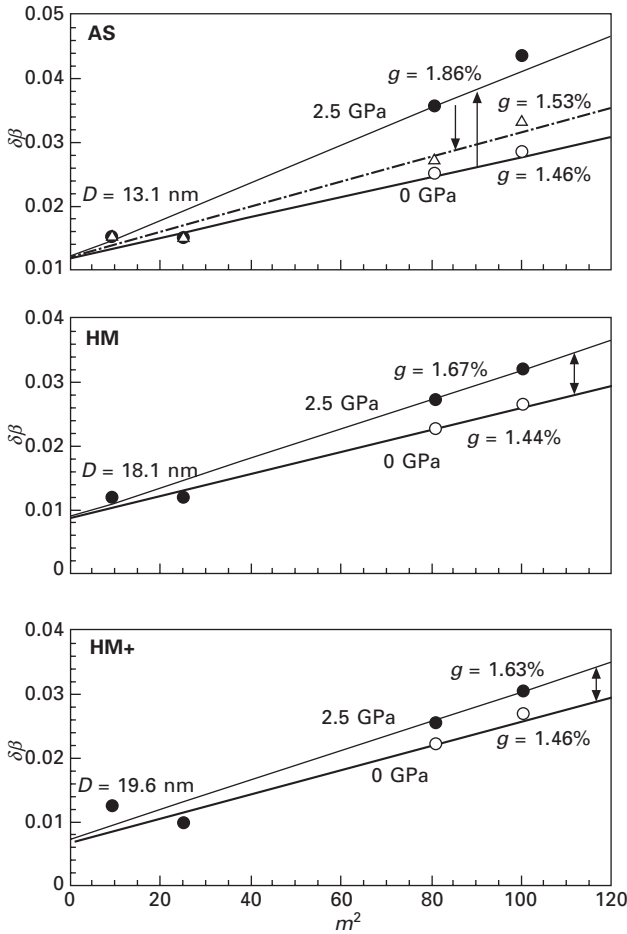 0.05
AS
g = 1.86%
0.04
2.5 GPa
g = 1.53%
δβ
0.03
D = 13.1 nm
0 GPa
g = 1.46%
0.02
0.01
0.04
HM
g = 1.67%
0.03
2.5 GPa
δβ
0.02
g = 1.44%
0 GPa
D = 18.1 nm
0.01
0
0.04
HM+
g = 1.63%
0.03
2.5 GPa
δβ
g = 1.46%
0.02
0 GPa
D = 19.6 nm
0.01
0
0 20 40 60 80 100 120
m²